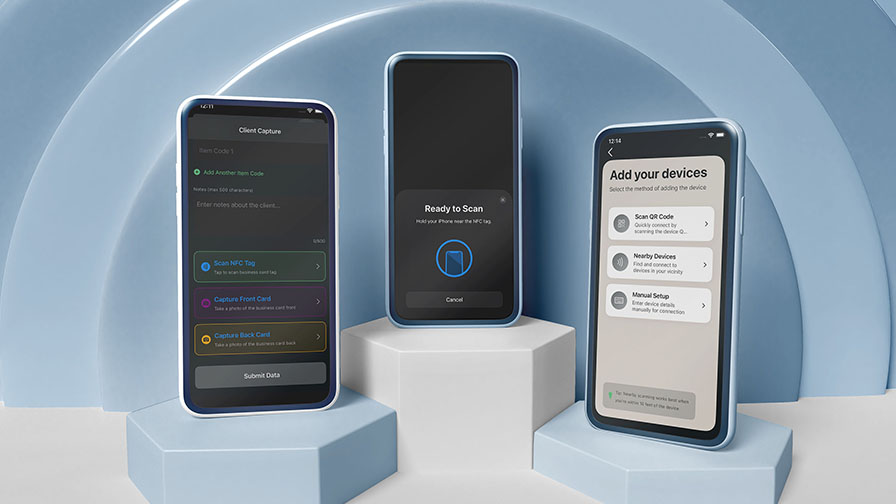 12:11
Client Capture
Item Code 1
Add Another Item Code
Notes (max 500 characters)
Enter notes about the client...
0/500
Scan NFC Tag
Tap to scan business card tag
Capture Front Card
Take a photo of the business card front
Capture Back Card
Take a photo of the business card back
Submit Data
Ready to Scan
Hold your iPhone near the NFC tag.
Cancel
12:14
Add your devices
Select the method of adding the device
Scan QR Code
Quickly connect by
scanning the device Q...
Nearby Devices
Find and connect to
devices in your vicinity
Manual Setup
Enter device details
manually for connection
Tip: Nearby scanning works best when
you're within 10 feet of the device